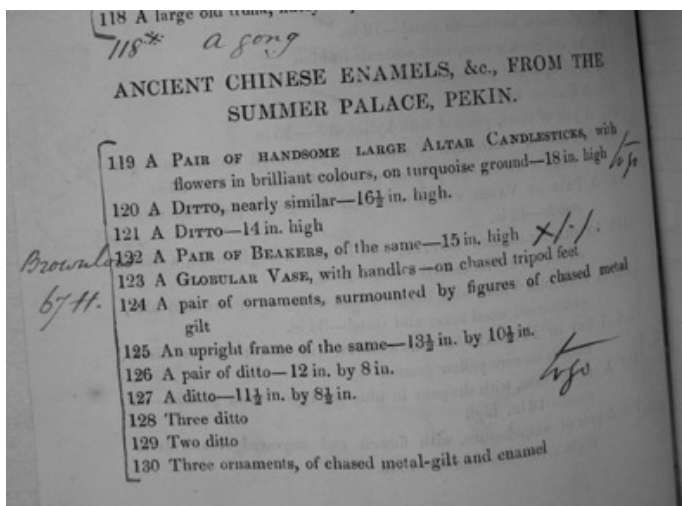 118 A large old trunk,
118* a gong
ANCIENT CHINESE ENAMELS, &c., FROM THE
SUMMER PALACE, PEKIN.
119 A PAIR OF HANDSOME LARGE ALTAR CANDLESTICKS, with
flowers in brilliant colours, on turquoise ground—18 in. high
120 A DITTO, nearly similar—16½ in. high.
121 A DITTO—14 in. high
Brownlow 122 A PAIR OF BEAKERS, of the same—15 in. high
123 A GLOBULAR VASE, with handles—on chased tripod feet
124 A pair of ornaments, surmounted by figures of chased metal
gilt
125 An upright frame of the same—13½ in. by 10½ in.
126 A pair of ditto—12 in. by 8 in.
127 A ditto—11½ in. by 8½ in.
128 Three ditto
129 Two ditto
130 Three ornaments, of chased metal-gilt and enamel